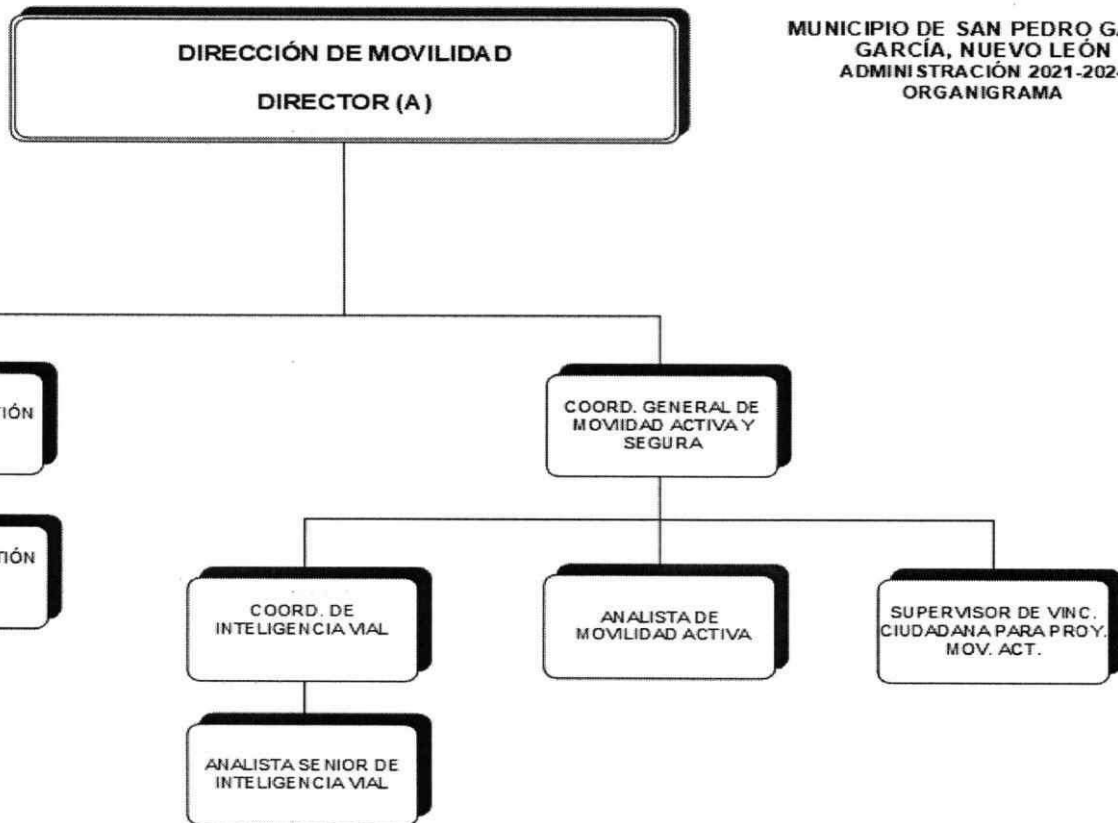 DIRECCIÓN DE MOVILIDAD
DIRECTOR (A)
MUNICIPIO DE SAN PEDRO
GARCÍA, NUEVO LEÓN
ADMINISTRACIÓN 2021-202
ORGANIGRAMA
COORD. GENERAL DE
MOVIIDAD ACTIVA Y
SEGURA
COORD. DE
INTELIGENCIA VIAL
ANALISTA DE
MOVILIDAD ACTIVA
SUPERVISOR DE VINC.
CIUDADANA PARA PROY.
MOV. ACT.
ANALISTA SENIOR DE
INTELIGENCIA VIAL